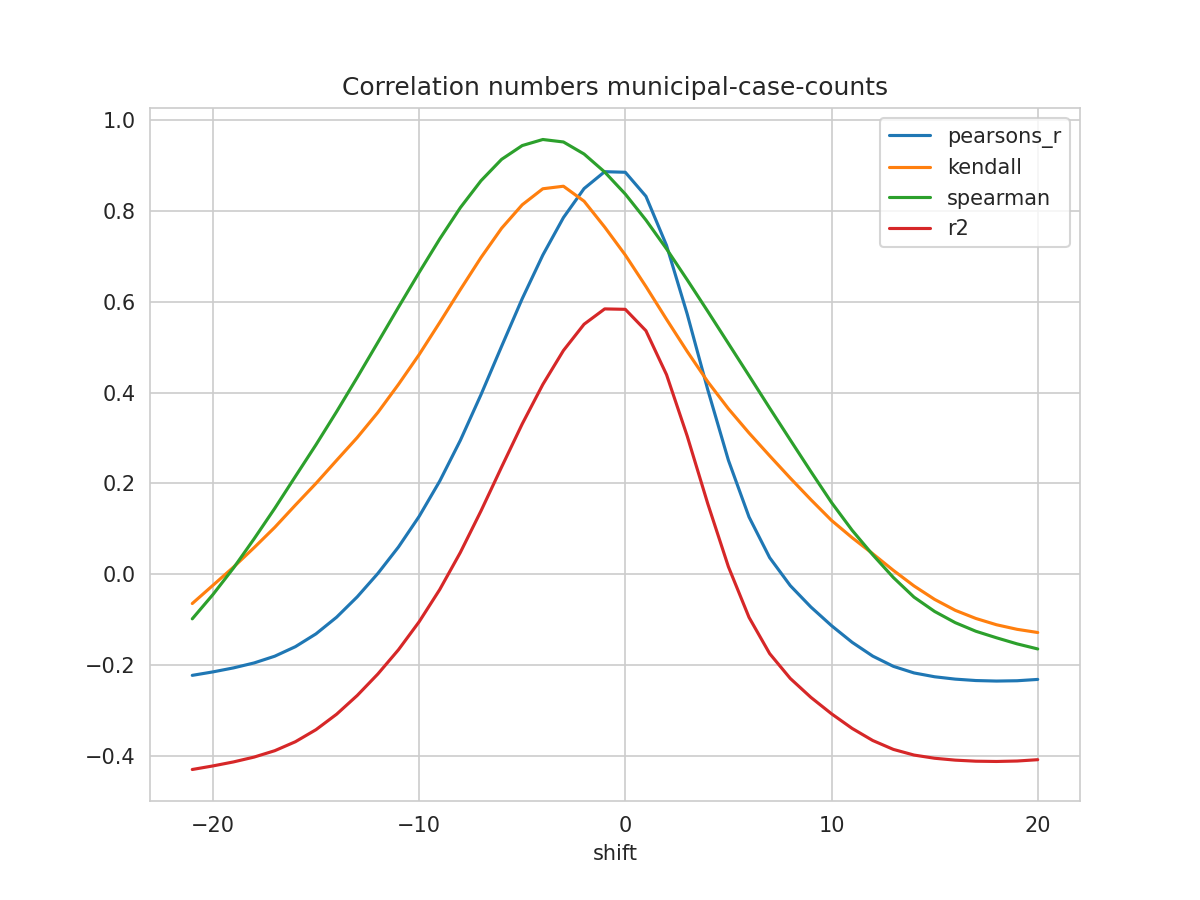 Correlation numbers municipal-case-counts
1.0
0.8
0.6
0.4
0.2
0.0
−0.2
−0.4
pearsons_r
kendall
spearman
r2
−20 −10 0 10 20
shift